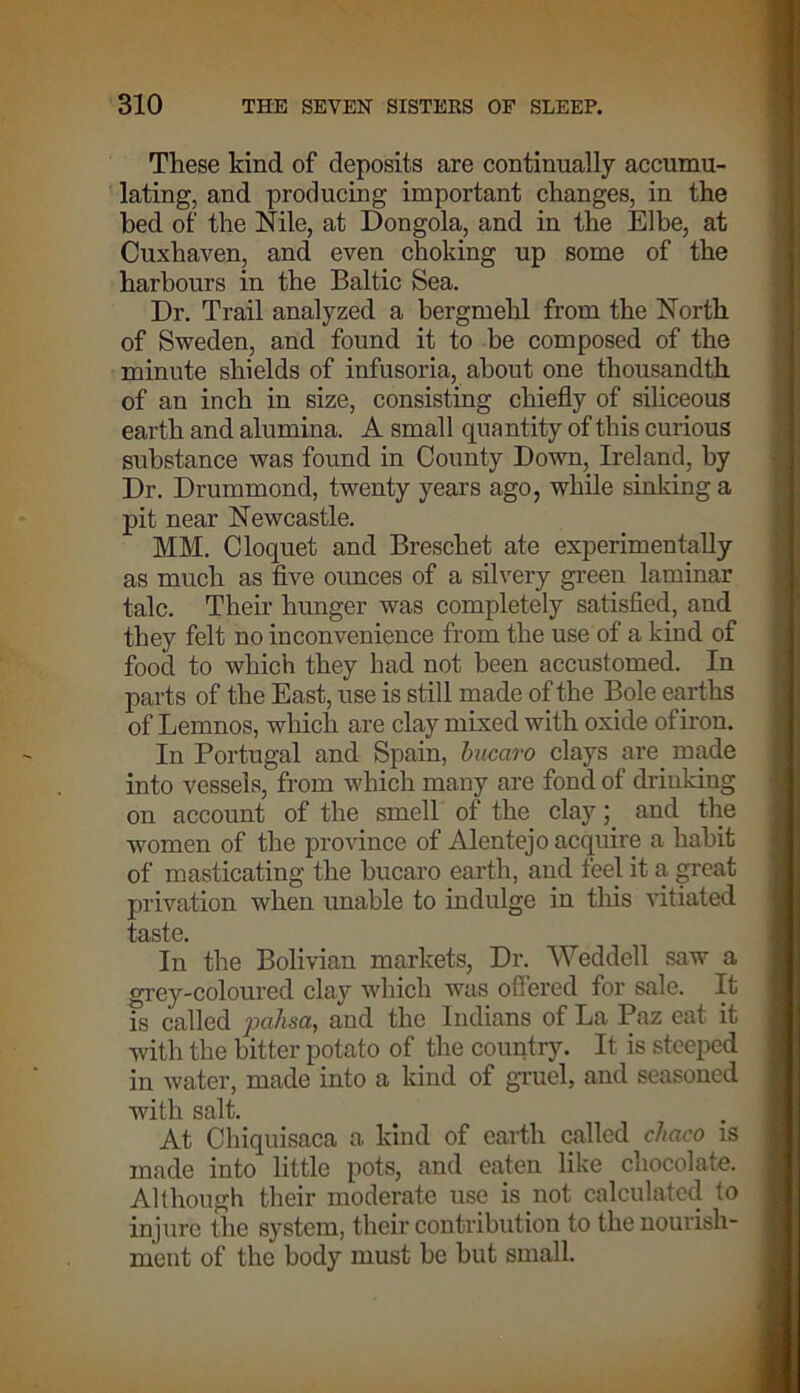 310 THE SEVEN SISTERS OF SLEEP.
These kind of deposits are continually accumu-
lating, and producing important changes, in the
bed of the Nile, at Dongola, and in the Elbe, at
Cuxhaven, and even choking up some of the
harbours in the Baltic Sea.
Dr. Trail analyzed a bergmehl from the North
of Sweden, and found it to be composed of the
minute shields of infusoria, about one thousandth
of an inch in size, consisting chiefly of siliceous
earth and alumina. A small quantity of this curious
substance was found in County Down, Ireland, by
Dr. Drummond, twenty years ago, while sinking a
pit near Newcastle.
MM. Cloquet and Breschet ate experimentally
as much as five ounces of a silvery green laminar
talc. Their hunger was completely satisfied, and
they felt no inconvenience from the use of a kind of
food to which they had not been accustomed. In
parts of the East, use is still made of the Bole earths
of Lemnos, which are clay mixed with oxide of iron.
In Portugal and Spain, bucaro clays are made
into vessels, from which many are fond of drinking
on account of the smell of the clay; and the
women of the province of Alentejo acquire a habit
of masticating the bucaro earth, and feel it a great
privation when unable to indulge in this vitiated
taste.
In the Bolivian markets, Dr. Weddell saw a
grey-coloured clay which was offered for sale. It
is called pahsa, and the Indians of La Paz eat it
with the bitter potato of the country. It is steeped
in water, made into a kind of gruel, and seasoned
with salt.
At Chiquisaca a kind of earth called chaco is
made into little pots, and eaten like chocolate.
Although their moderate use is not calculated to
injure the system, their contribution to the nourish-
ment of the body must be but small.